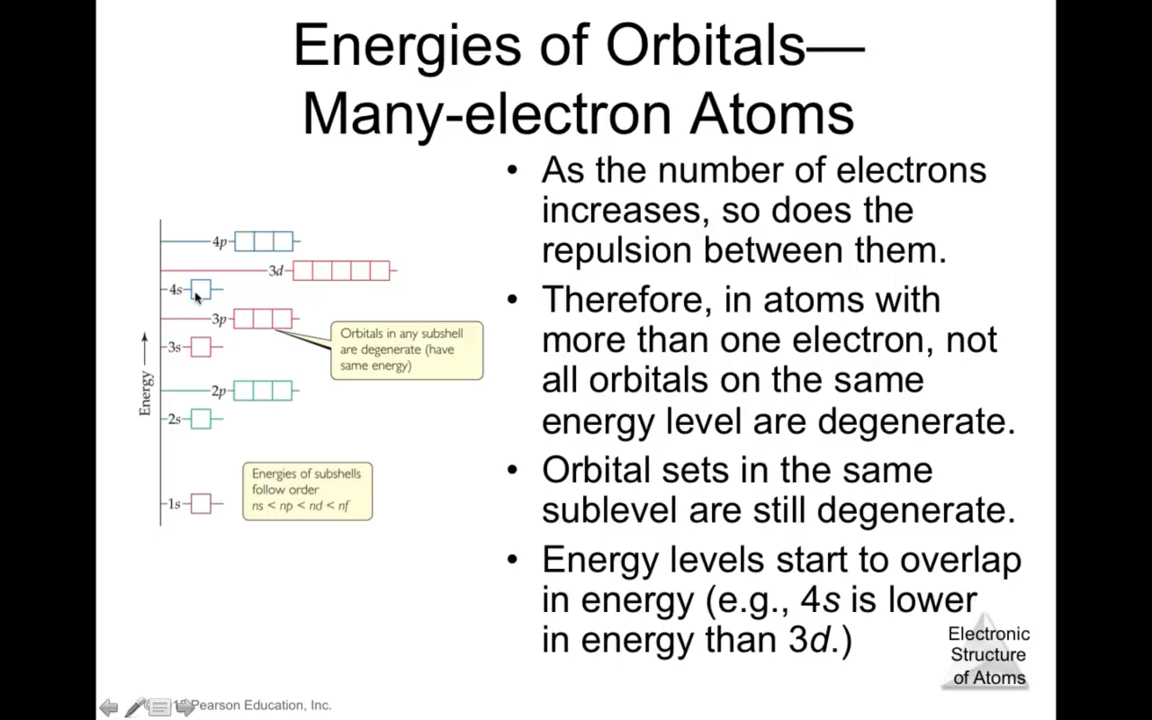 Energies of Orbitals—
Many-electron Atoms
• As the number of electrons
increases, so does the
repulsion between them.
• Therefore, in atoms with
more than one electron, not
all orbitals on the same
energy level are degenerate.
• Orbital sets in the same
sublevel are still degenerate.
• Energy levels start to overlap
in energy (e.g., 4s is lower
in energy than 3d.)
4p
3d
4s
3p
3s
2p
2s
1s
Energy
Orbitals in any subshell
are degenerate (have
same energy)
Energies of subshells
follow order
ns < np < nd < nf
Electronic
Structure
of Atoms
Pearson Education, Inc.